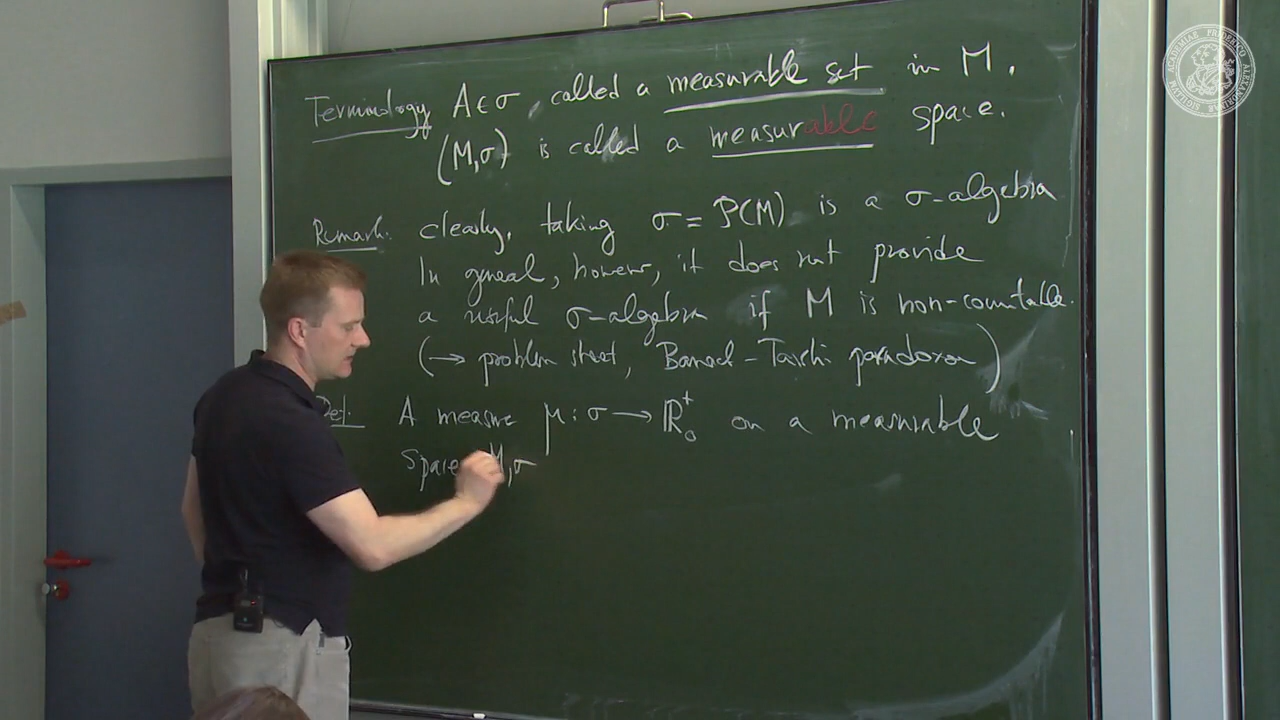 Terminology A ∈ σ, called a measurable set in M.
(M,σ) is called a measurable space.
Remark: clearly, taking σ = P(M) is a σ-algebra
In general, however, it does not provide
a useful σ-algebra if M is non-countable.
(→ problem sheet, Banach-Tarski paradoxon)
Def: A measure μ: σ → ℝ₀⁺ on a measurable
space M,σ